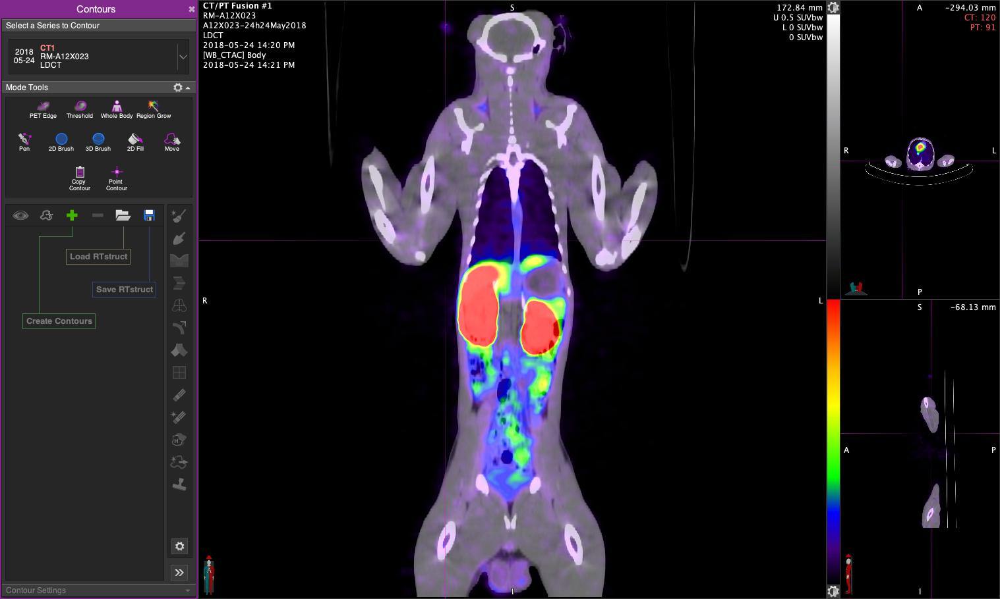 Contours
Select a Series to Contour
2018
05-24
CT1
RM-A12X023
LDCT
Mode Tools
PET Edge
Threshold
Whole Body
Region Grow
Pen
2D Brush
3D Brush
2D Fill
Move
Copy
Contour
Point
Contour
Load RTstruct
Save RTstruct
Create Contours
H
Contour Settings
CT/PT Fusion #1
RM-A12X023
A12X023-24h24May2018
LDCT
2018-05-24 14:20 PM
[WB_CTAC] Body
2018-05-24 14:21 PM
S
172.84 mm
U 0.5 SUVbw
L 0 SUVbw
0 SUVbw
R
L
A
I
A
-294.03 mm
CT: 120
PT: 91
R
L
P
S
-68.13 mm
A
P
I